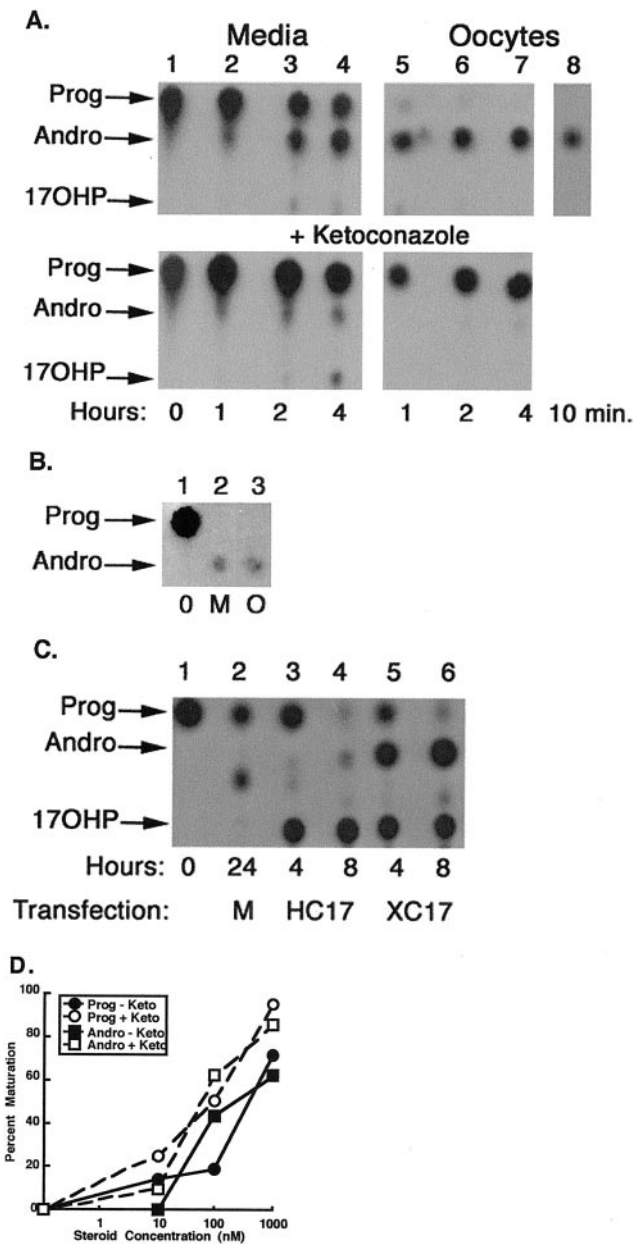 A.
Media Oocytes
1 2 3 4 5 6 7 8
Prog
Andro
17OHP
+ Ketoconazole
Prog
Andro
17OHP
Hours: 0 1 2 4 1 2 4 10 min.
B.
1 2 3
Prog
Andro
0 M O
C.
1 2 3 4 5 6
Prog
Andro
17OHP
Hours: 0 24 4 8 4 8
Transfection: M HC17 XC17
D.
100
80
60
40
20
0
Percent Maturation
Prog - Keto
Prog + Keto
Andro - Keto
Andro + Keto
1 10 100 1000
Steroid Concentration (nM)